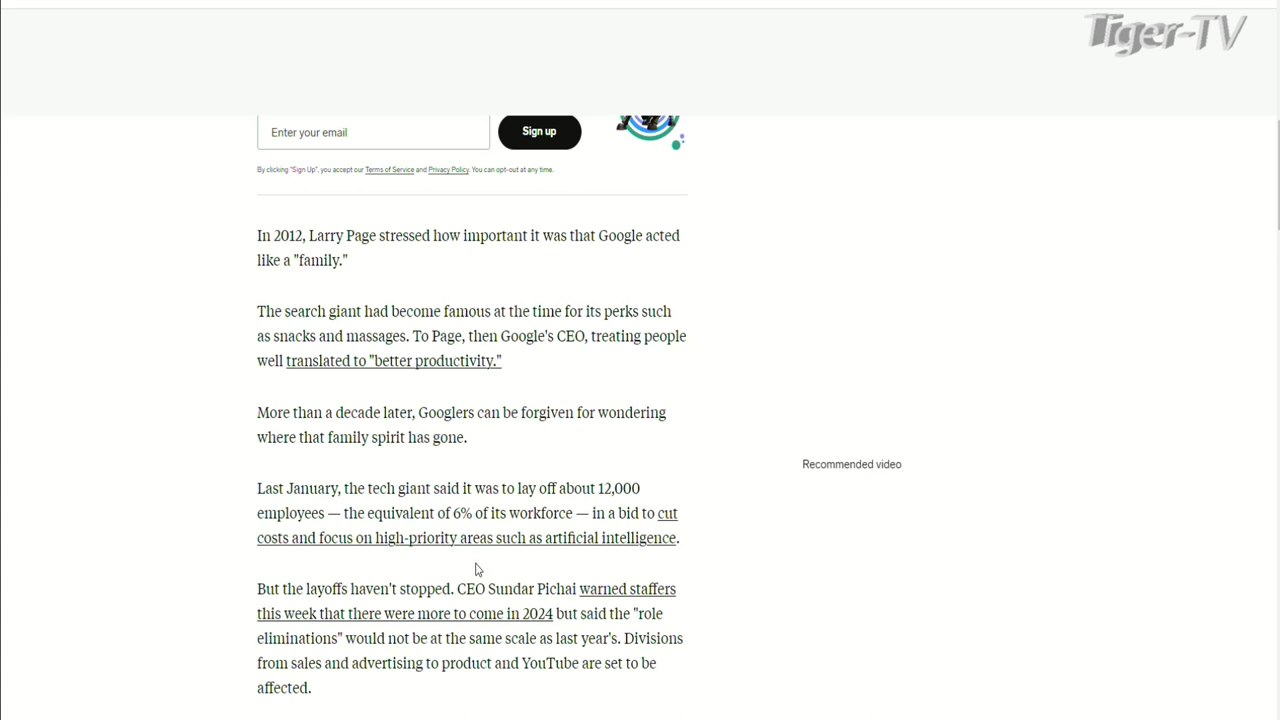 Tiger-TV
Enter your email
Sign up
By clicking "Sign Up", you accept our Terms of Service and Privacy Policy. You can opt-out at any time.
In 2012, Larry Page stressed how important it was that Google acted
like a "family."
The search giant had become famous at the time for its perks such
as snacks and massages. To Page, then Google's CEO, treating people
well translated to "better productivity."
More than a decade later, Googlers can be forgiven for wondering
where that family spirit has gone.
Recommended video
Last January, the tech giant said it was to lay off about 12,000
employees — the equivalent of 6% of its workforce — in a bid to cut
costs and focus on high-priority areas such as artificial intelligence.
But the layoffs haven't stopped. CEO Sundar Pichai warned staffers
this week that there were more to come in 2024 but said the "role
eliminations" would not be at the same scale as last year's. Divisions
from sales and advertising to product and YouTube are set to be
affected.